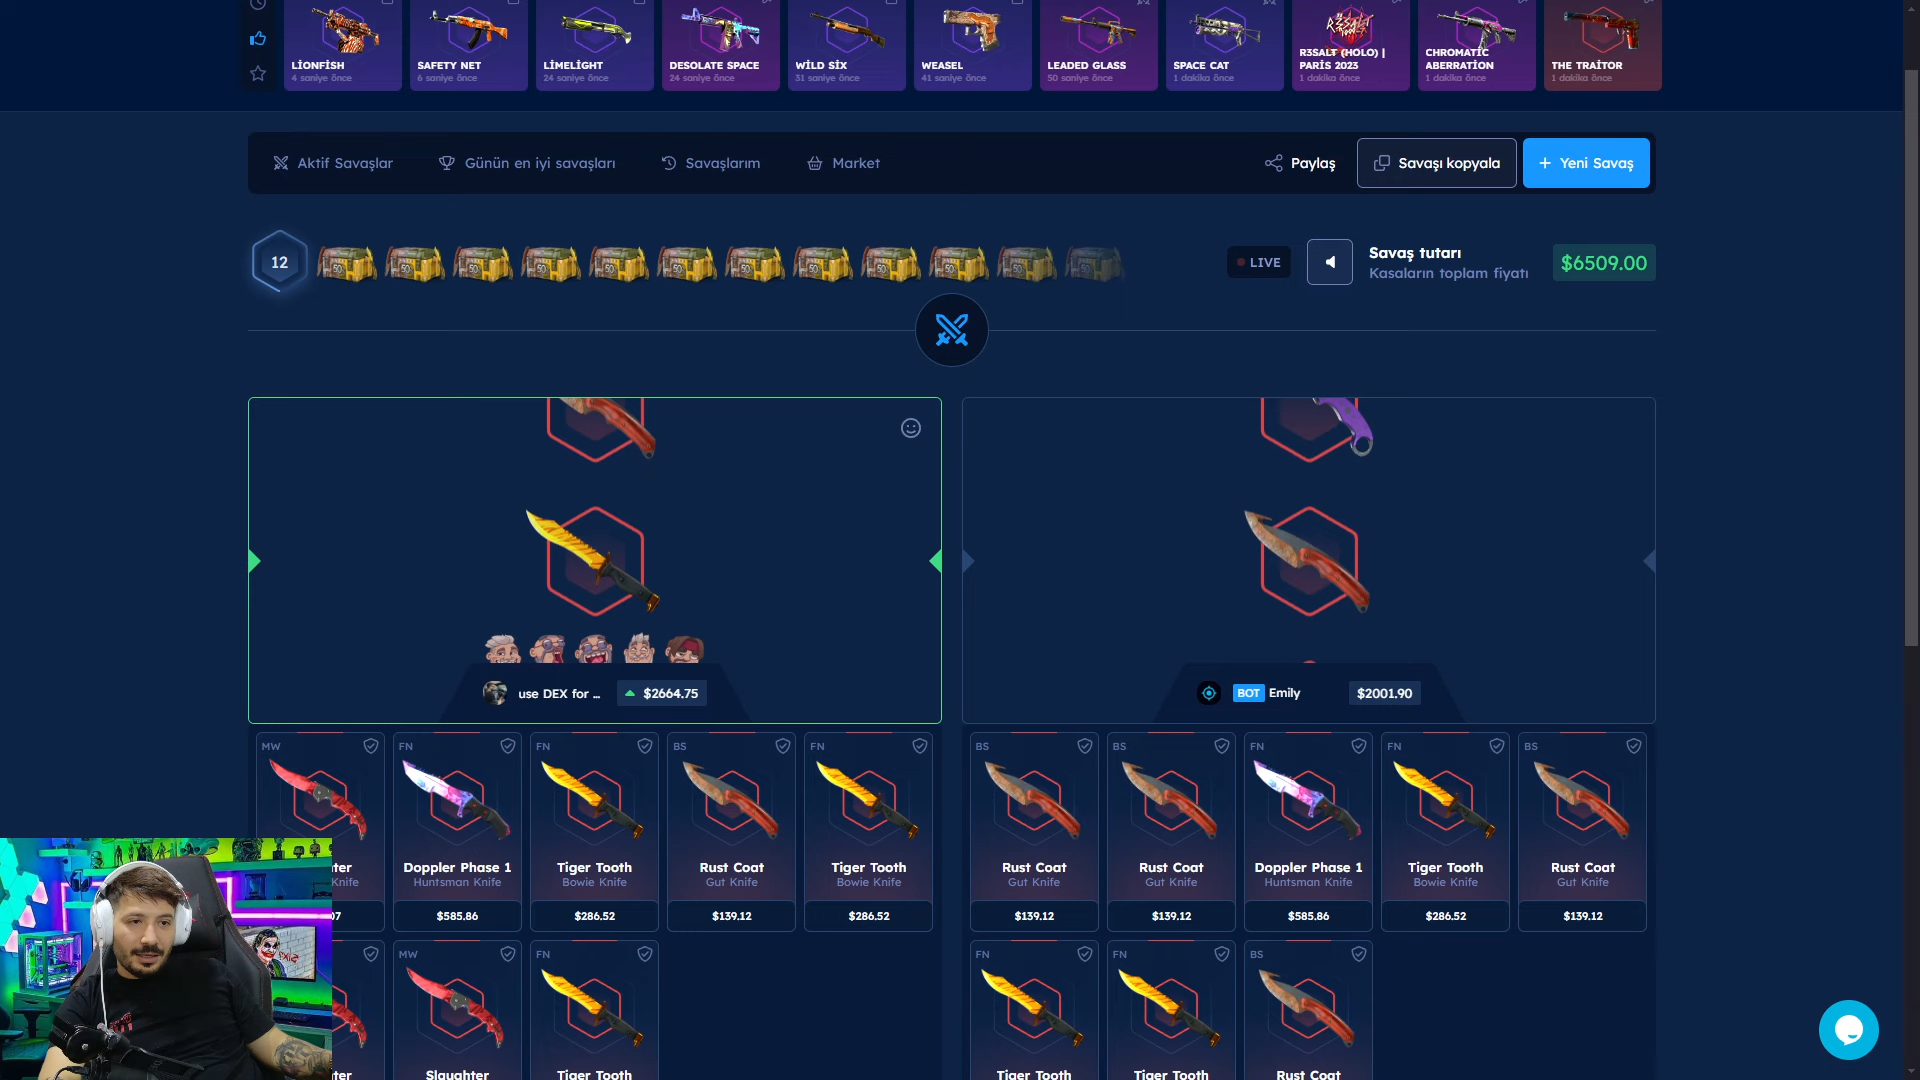 LİONFİSH
4 saniye önce
SAFETY NET
6 saniye önce
LİMELİGHT
24 saniye önce
DESOLATE SPACE
24 saniye önce
WİLD SİX
31 saniye önce
WEASEL
41 saniye önce
LEADED GLASS
50 saniye önce
SPACE CAT
1 dakika önce
R3SALT (HOLO) |
PARİS 2023
1 dakika önce
CHROMATİC
ABERRATİON
1 dakika önce
THE TRAİTOR
1 dakika önce
Aktif Savaşlar
Günün en iyi savaşları
Savaşlarım
Market
Paylaş
Savaşı kopyala
+ Yeni Savaş
12
LIVE
Savaş tutarı
Kasaların toplam fiyatı
$6509.00
use DEX for ...
$2664.75
BOT Emily
$2001.90
MW
FN
Doppler Phase 1
Huntsman Knife
$585.86
FN
Tiger Tooth
Bowie Knife
$286.52
BS
Rust Coat
Gut Knife
$139.12
FN
Tiger Tooth
Bowie Knife
$286.52
BS
Rust Coat
Gut Knife
$139.12
BS
Rust Coat
Gut Knife
$139.12
FN
Doppler Phase 1
Huntsman Knife
$585.86
FN
Tiger Tooth
Bowie Knife
$286.52
BS
Rust Coat
Gut Knife
$139.12
Knife
MW
Slaughter
FN
Tiger Tooth
FN
Tiger Tooth
FN
Tiger Tooth
BS
Rust Coat